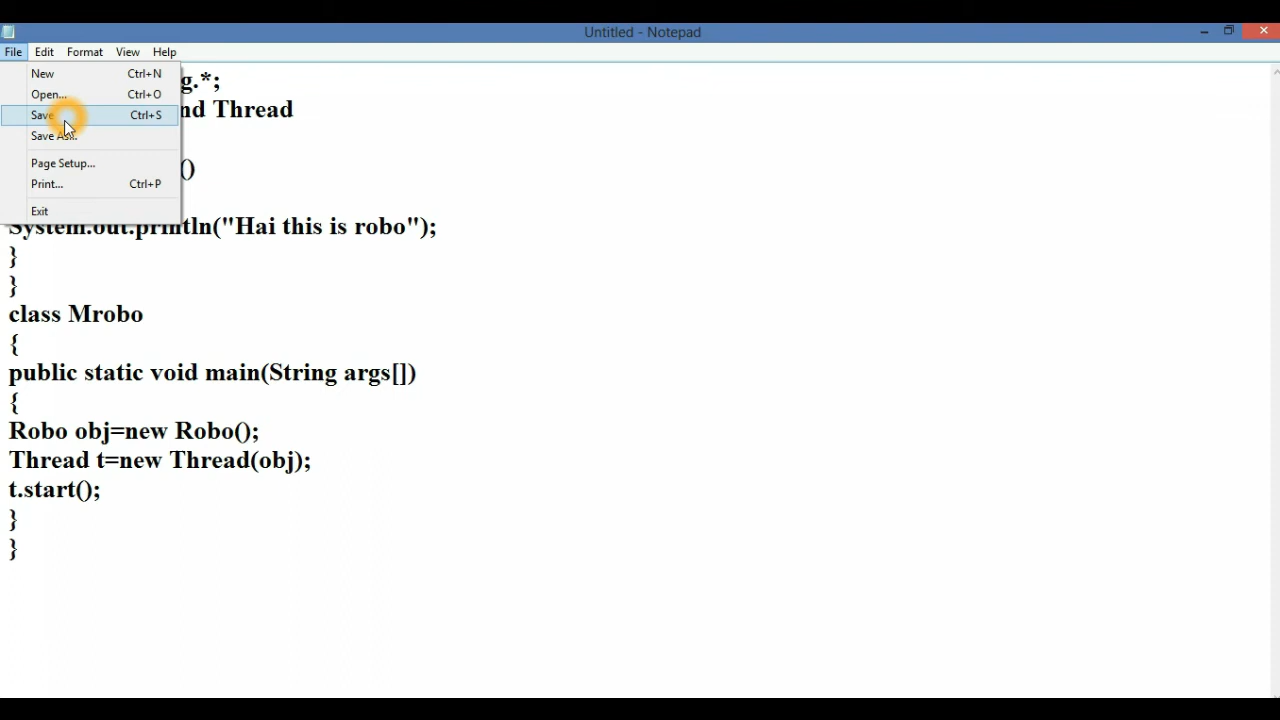 Untitled - Notepad
File Edit Format View Help
New Ctrl+N
Open... Ctrl+O
Save Ctrl+S
Save As...
Page Setup...
Print... Ctrl+P
Exit
g.*;
nd Thread
()
System.out.println("Hai this is robo");
}
}
class Mrobo
{
public static void main(String args[])
{
Robo obj=new Robo();
Thread t=new Thread(obj);
t.start();
}
}